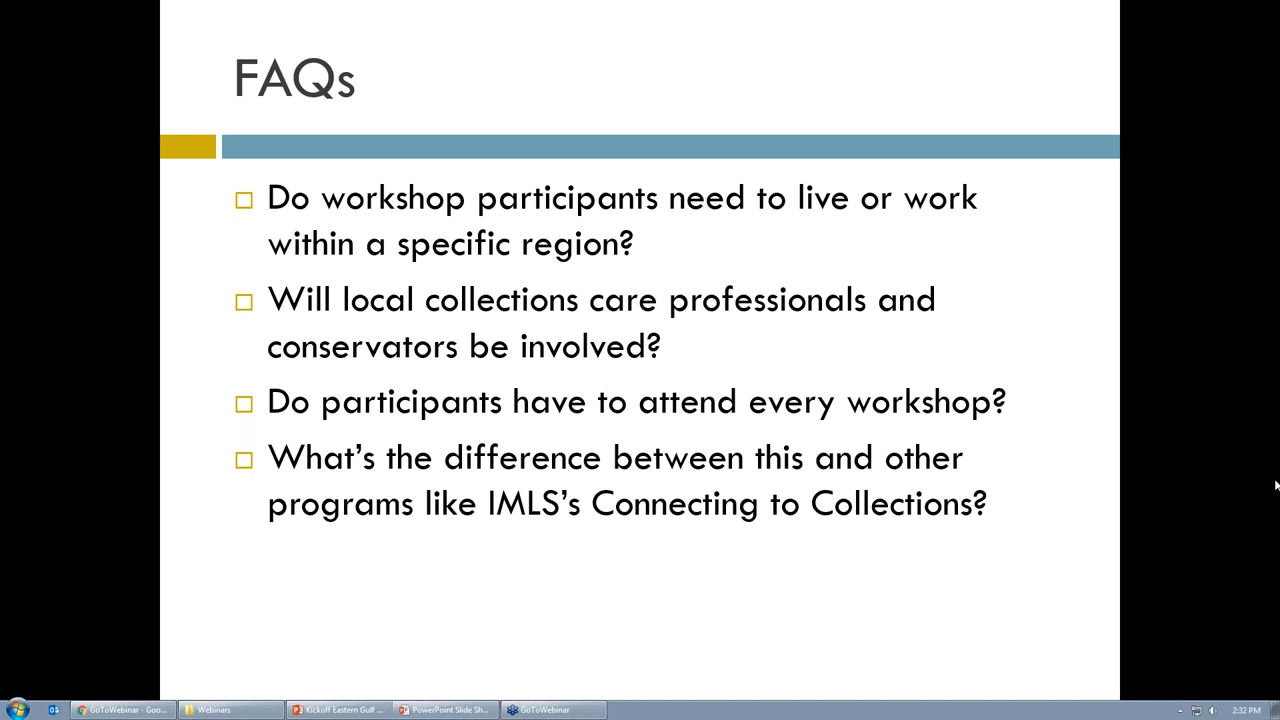 FAQs
Do workshop participants need to live or work
within a specific region?
Will local collections care professionals and
conservators be involved?
Do participants have to attend every workshop?
What's the difference between this and other
programs like IMLS's Connecting to Collections?
GoToWebinar - Goo... Webinars Kickoff Eastern Gulf ... PowerPoint Slide Sh... GoToWebinar 2:32 PM